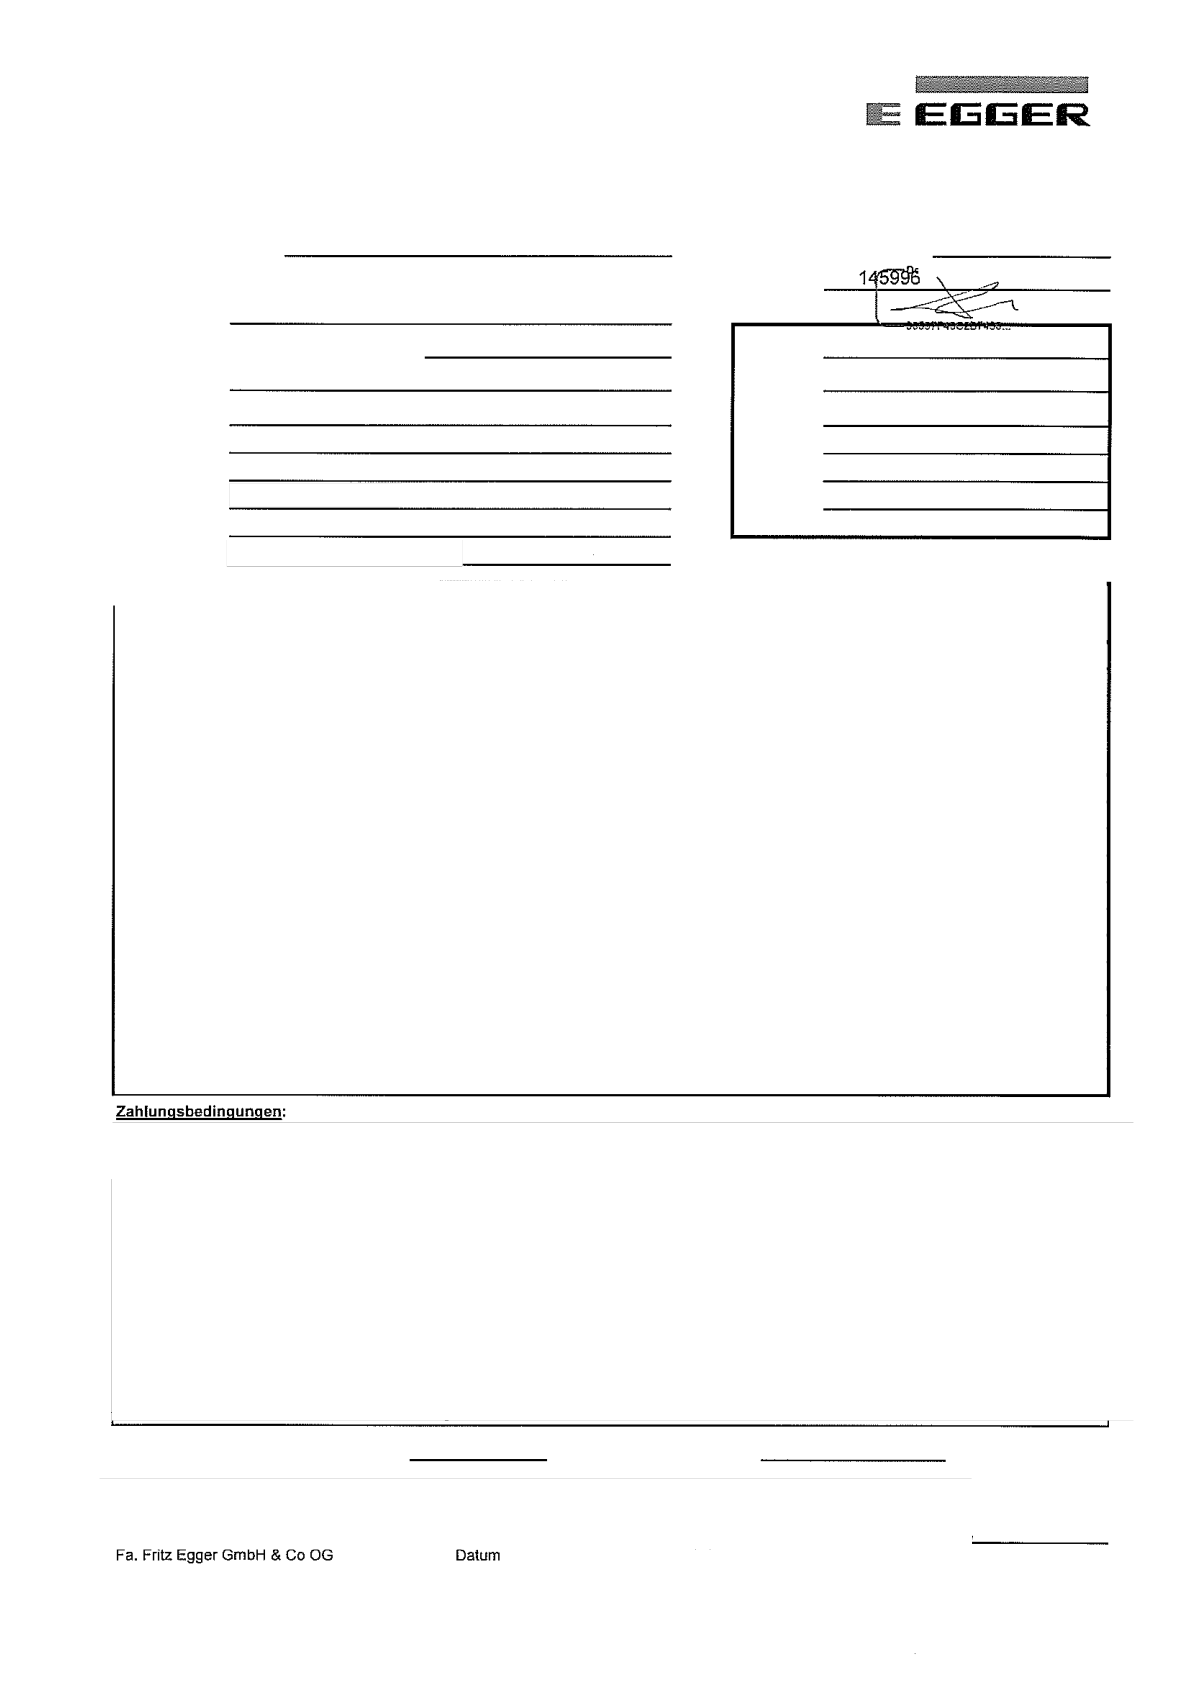 E EGGER
145996
Zahlungsbedingungen:
Fa. Fritz Egger GmbH & Co OG Datum